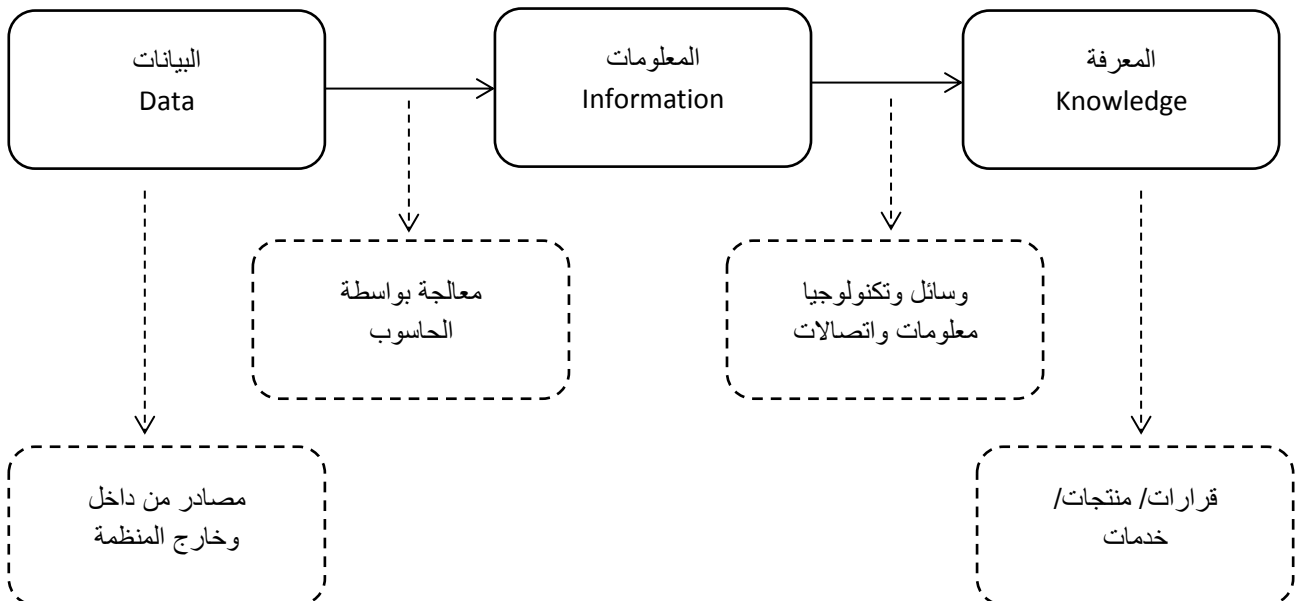 البيانات
Data
المعلومات
Information
المعرفة
Knowledge
معالجة بواسطة
الحاسوب
وسائل وتكنولوجيا
معلومات واتصالات
مصادر من داخل
وخارج المنظمة
قرارات/ منتجات/
خدمات